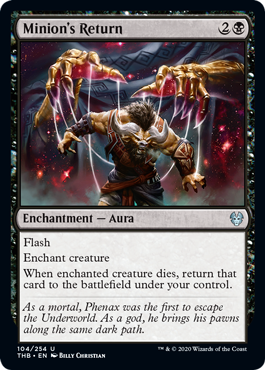 Minion's Return 2
Enchantment — Aura
Flash
Enchant creature
When enchanted creature dies, return that
card to the battlefield under your control.
As a mortal, Phenax was the first to escape
the Underworld. As a god, he brings his pawns
along the same dark path.
104/254 U
THB • EN Billy Christian
™ & © 2020 Wizards of the Coast